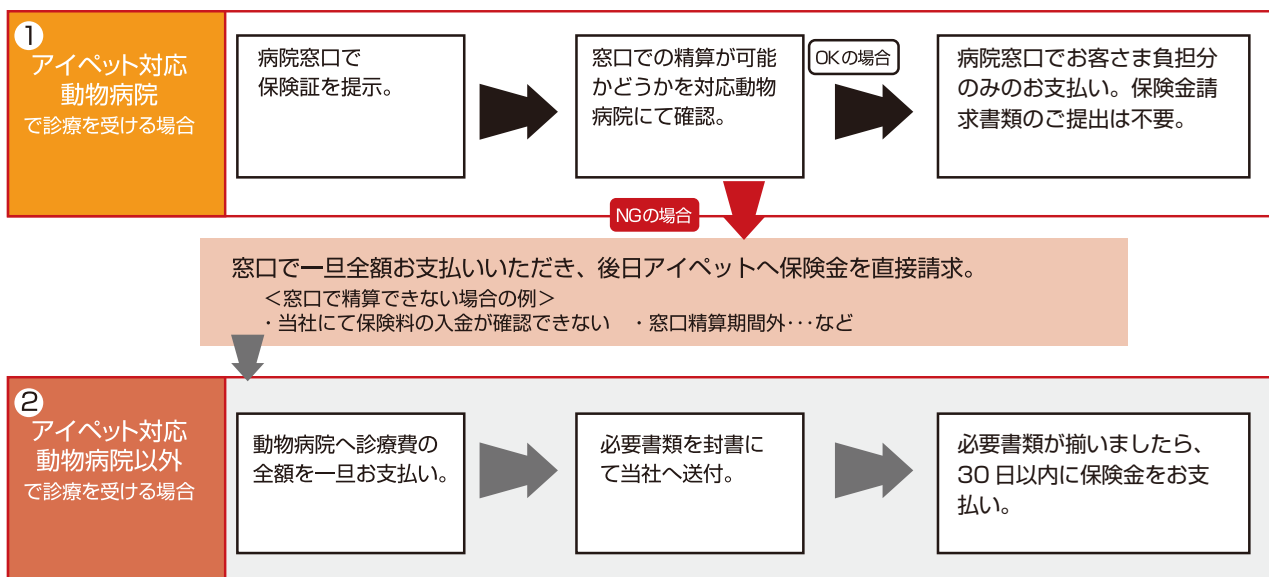 1
アイペット対応
動物病院
で診療を受ける場合
病院窓口で
保険証を提示。
窓口での精算が可能
かどうかを対応動物
病院にて確認。
OKの場合
病院窓口でお客さま負担分
のみのお支払い。保険金請
求書類のご提出は不要。
NGの場合
窓口で一旦全額お支払いいただき、後日アイペットへ保険金を直接請求。
＜窓口で精算できない場合の例＞
・当社にて保険料の入金が確認できない　・窓口精算期間外･･･など
2
アイペット対応
動物病院以外
で診療を受ける場合
動物病院へ診療費の
全額を一旦お支払い。
必要書類を封書に
て当社へ送付。
必要書類が揃いましたら、
30日以内に保険金をお支
払い。